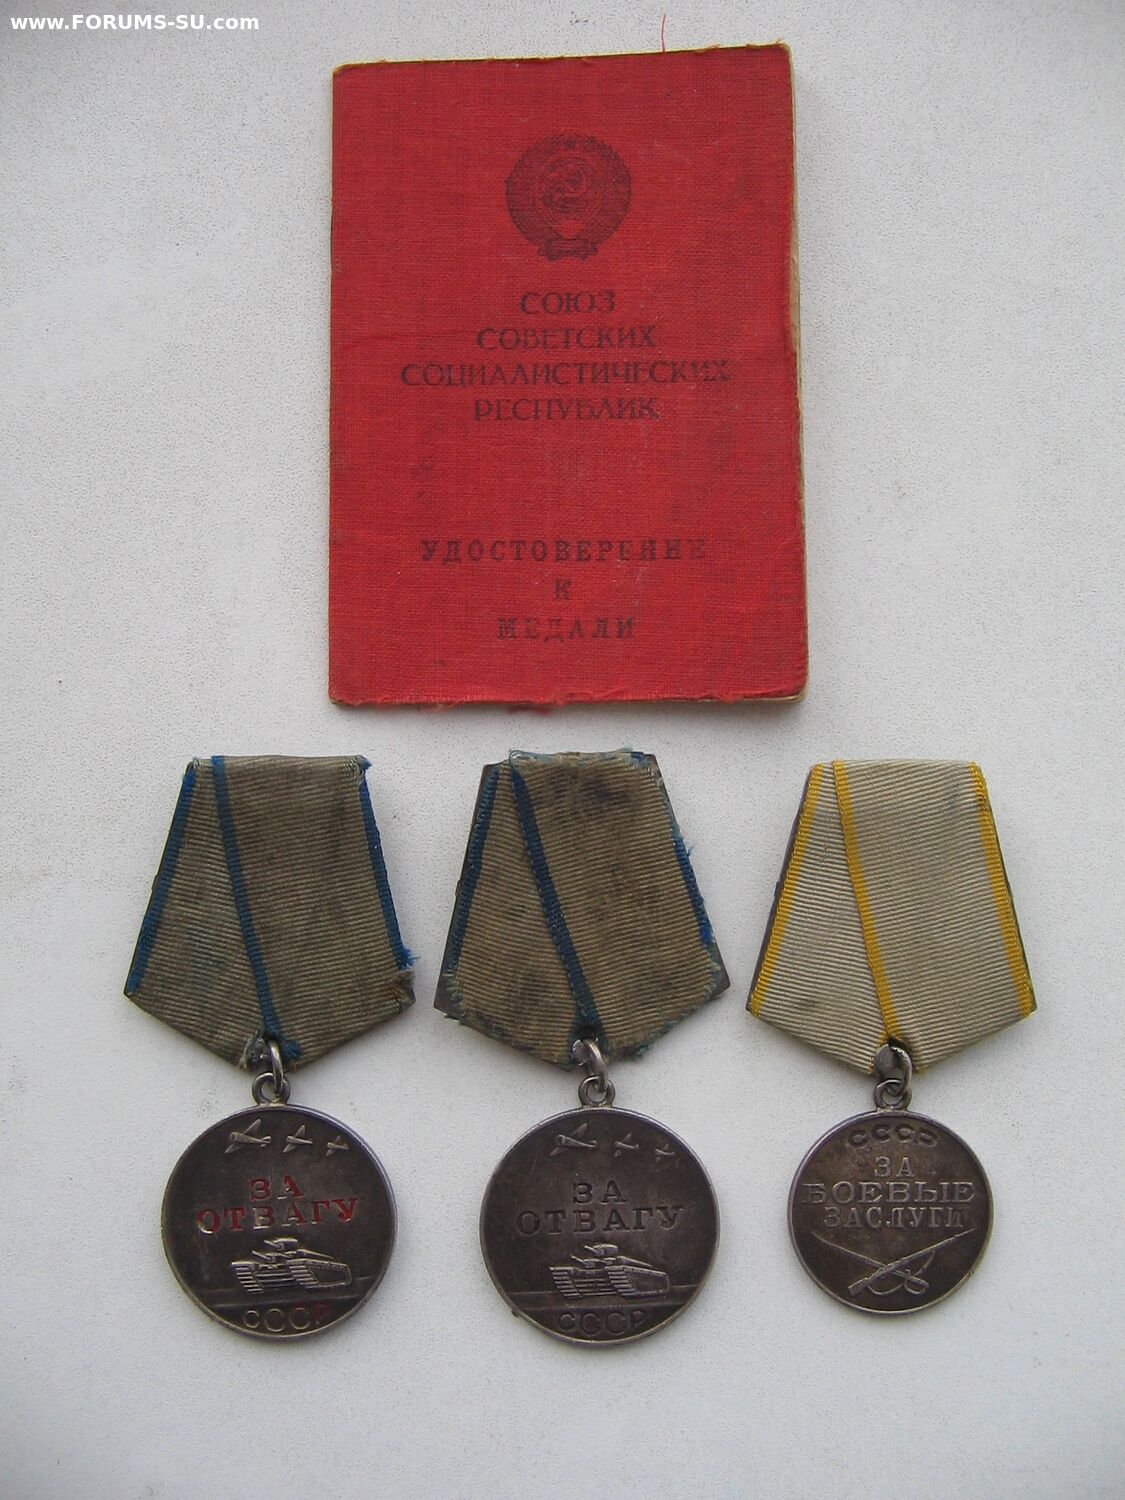 www.FORUMS-SU.com
СОЮЗ
СОВЕТСКИХ
СОЦИАЛИСТИЧЕСКИХ
РЕСПУБЛИК
УДОСТОВЕРЕНИЕ
К
МЕДАЛИ
ЗА
ОТВАГУ
СССР
ЗА
ОТВАГУ
СССР
СССР
ЗА
БОЕВЫЕ
ЗАСЛУГИ